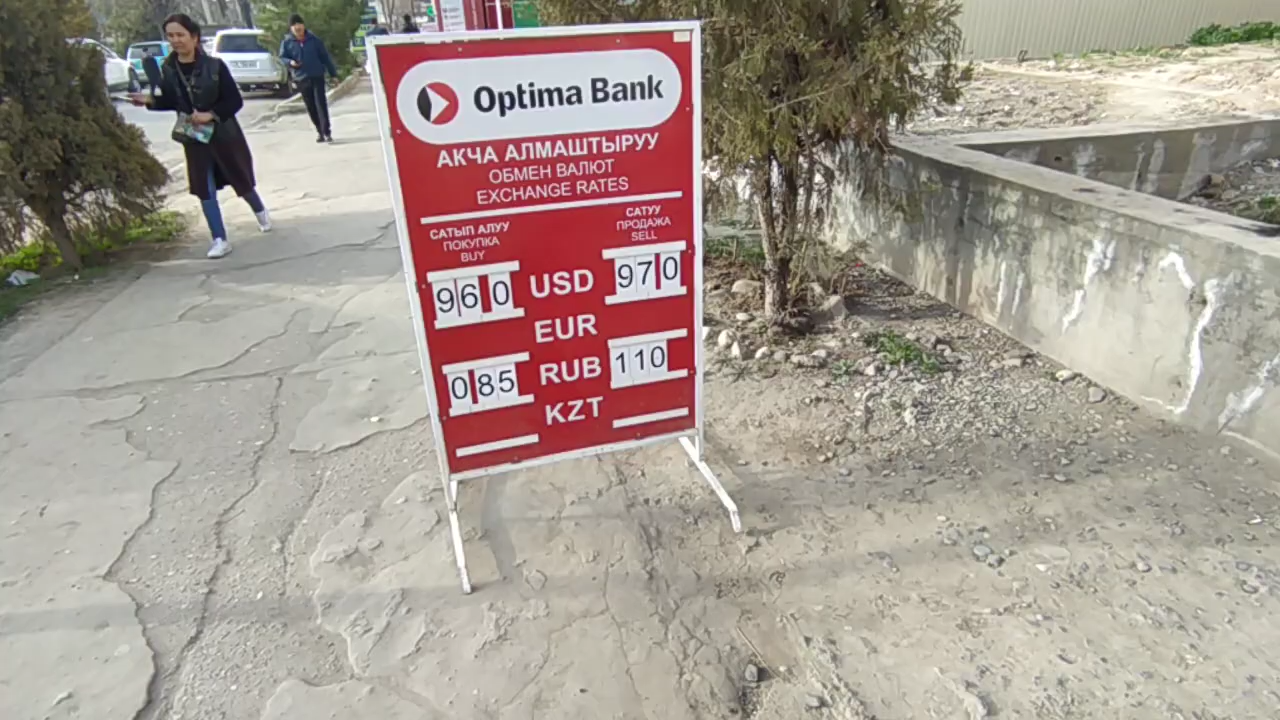 Optima Bank
АКЧА АЛМАШТЫРУУ
ОБМЕН ВАЛЮТ
EXCHANGE RATES
САТЫП АЛУУ
ПОКУПКА
BUY
САТУУ
ПРОДАЖА
SELL
960 USD 970
EUR
085 RUB 110
KZT